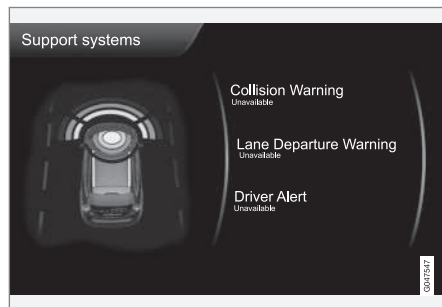 Support systems
Collision Warning
Unavailable
Lane Departure Warning
Unavailable
Driver Alert
Unavailable
G047547